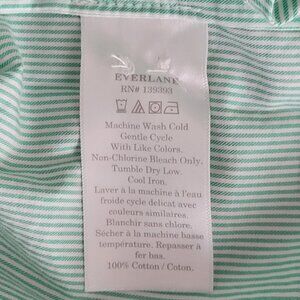 EVERLANE
RN# 139393
Machine Wash Cold
Gentle Cycle
With Like Colors.
Non-Chlorine Bleach Only.
Tumble Dry Low.
Cool Iron.
Laver à la machine à l'eau
froide cycle delicat avec
couleurs similaires.
Blanchir sans chlore.
Sécher à la machine basse
température. Repasser à
fer bas.
100% Cotton / Coton.